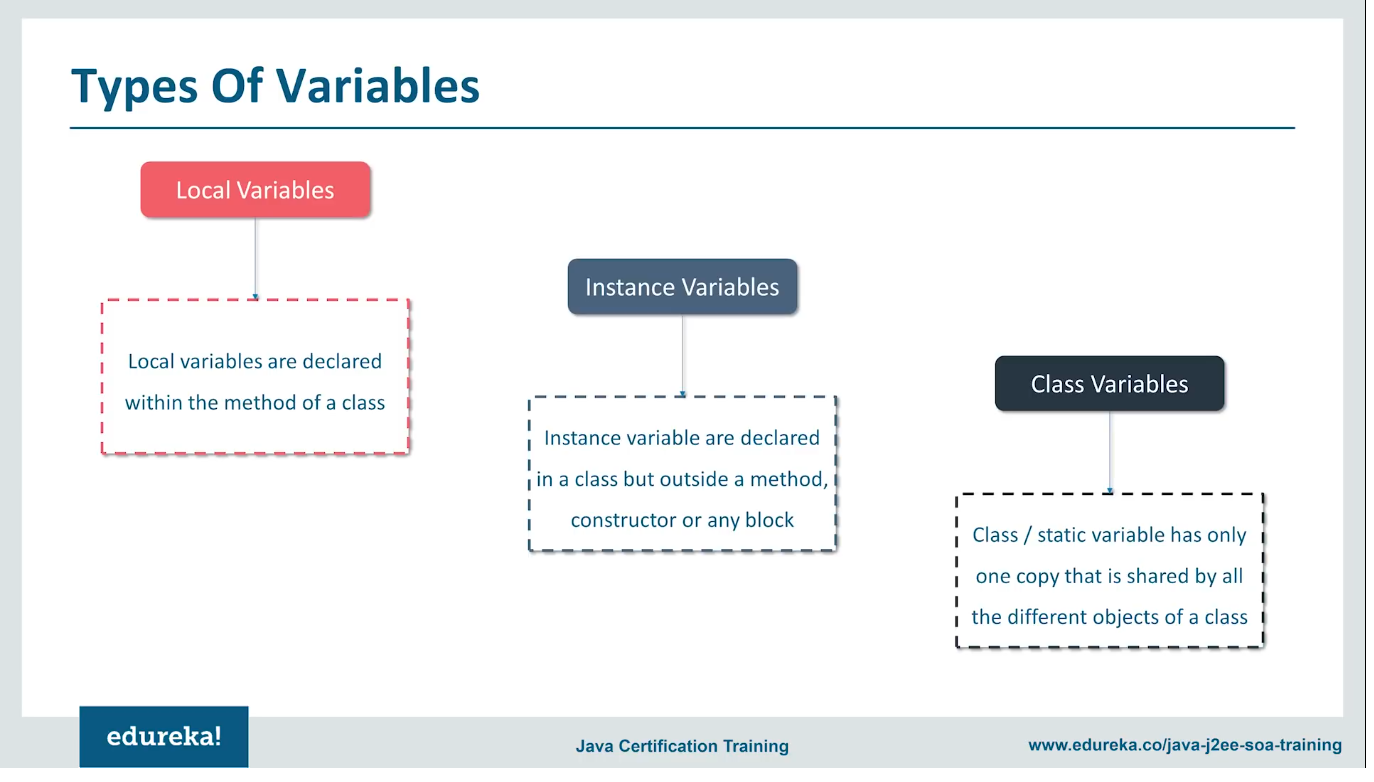 Types Of Variables
Local Variables
Local variables are declared
within the method of a class
Instance Variables
Instance variable are declared
in a class but outside a method,
constructor or any block
Class Variables
Class / static variable has only
one copy that is shared by all
the different objects of a class
edureka!
Java Certification Training
www.edureka.co/java-j2ee-soa-training